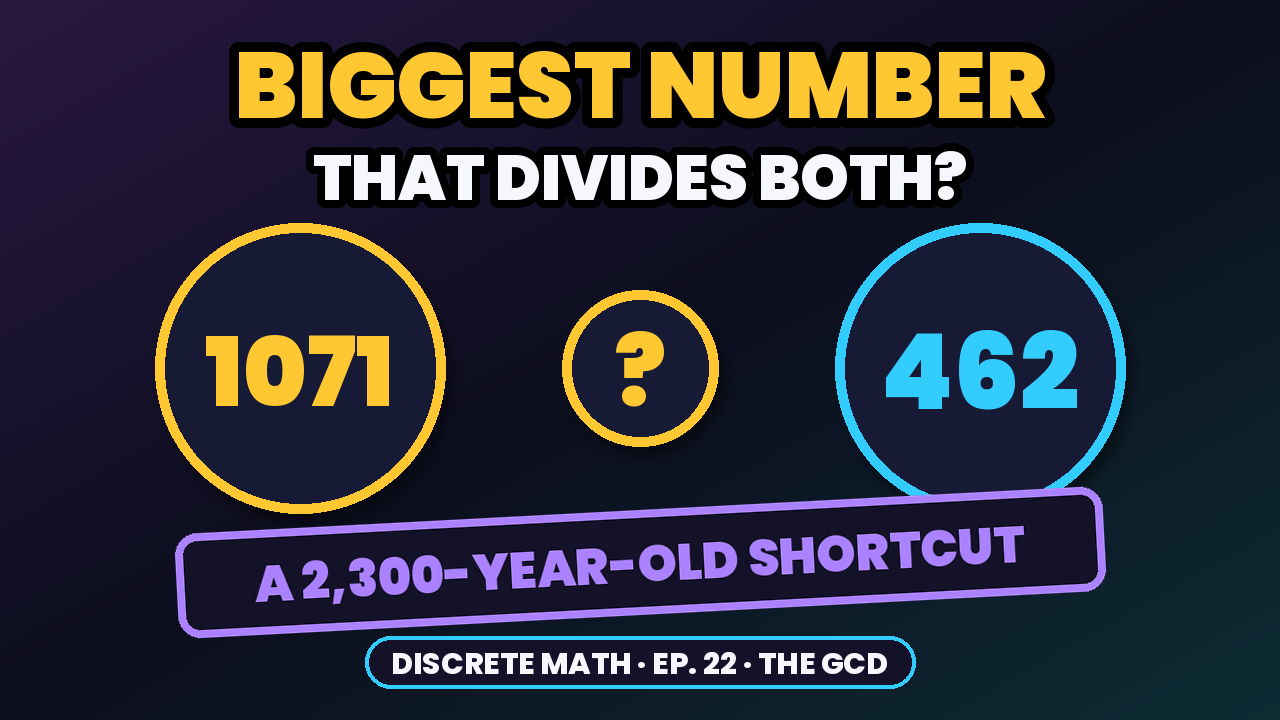 BIGGEST NUMBER
THAT DIVIDES BOTH?
1071
?
462
A 2,300-YEAR-OLD SHORTCUT
DISCRETE MATH · EP. 22 · THE GCD